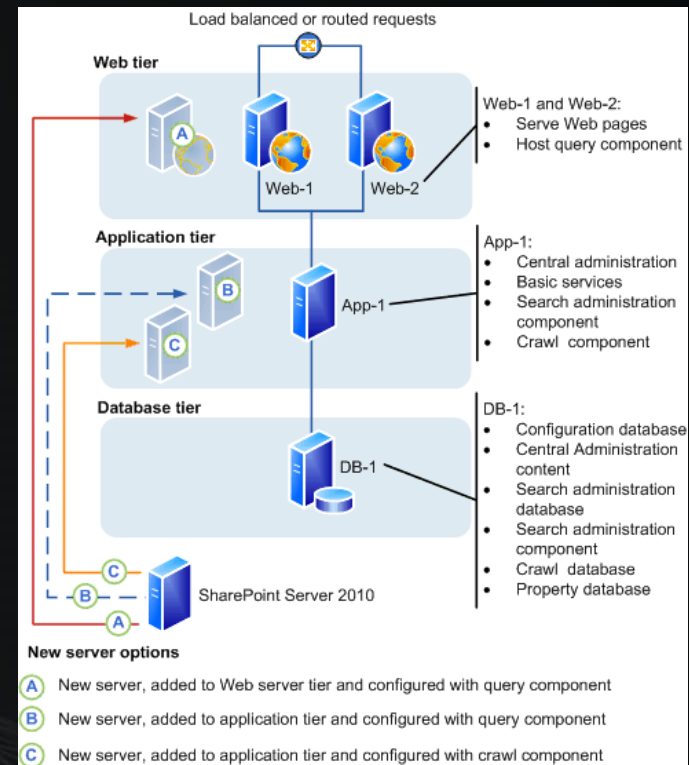 Load balanced or routed requests
Web tier
A
Web-1
Web-2
Web-1 and Web-2:
• Serve Web pages
• Host query component
Application tier
B
C
App-1
App-1:
• Central administration
• Basic services
• Search administration
component
• Crawl component
Database tier
DB-1
DB-1:
• Configuration database
• Central Administration
content
• Search administration
database
• Search administration
component
• Crawl database
• Property database
C
B
A
SharePoint Server 2010
New server options
A New server, added to Web server tier and configured with query component
B New server, added to application tier and configured with query component
C New server, added to application tier and configured with crawl component